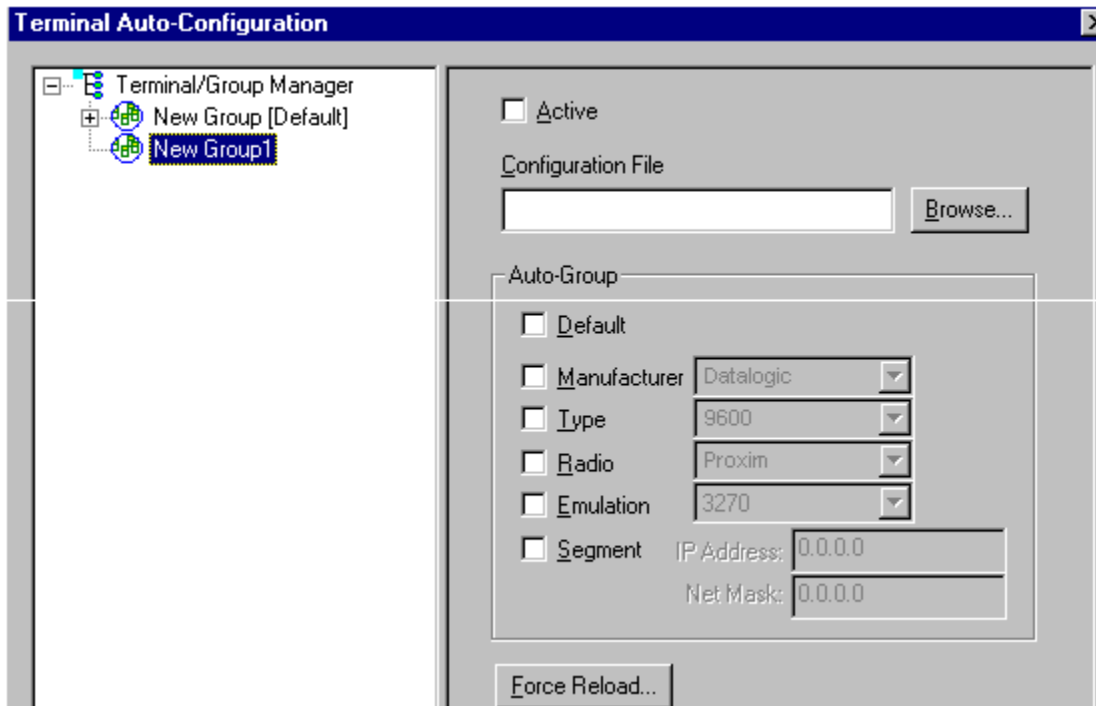 Terminal Auto-Configuration
Terminal/Group Manager
New Group [Default]
New Group1
Active
Configuration File
Browse...
Auto-Group
Default
Manufacturer Datalogic
Type 9600
Radio Proxim
Emulation 3270
Segment IP Address: 0.0.0.0
Net Mask: 0.0.0.0
Force Reload...